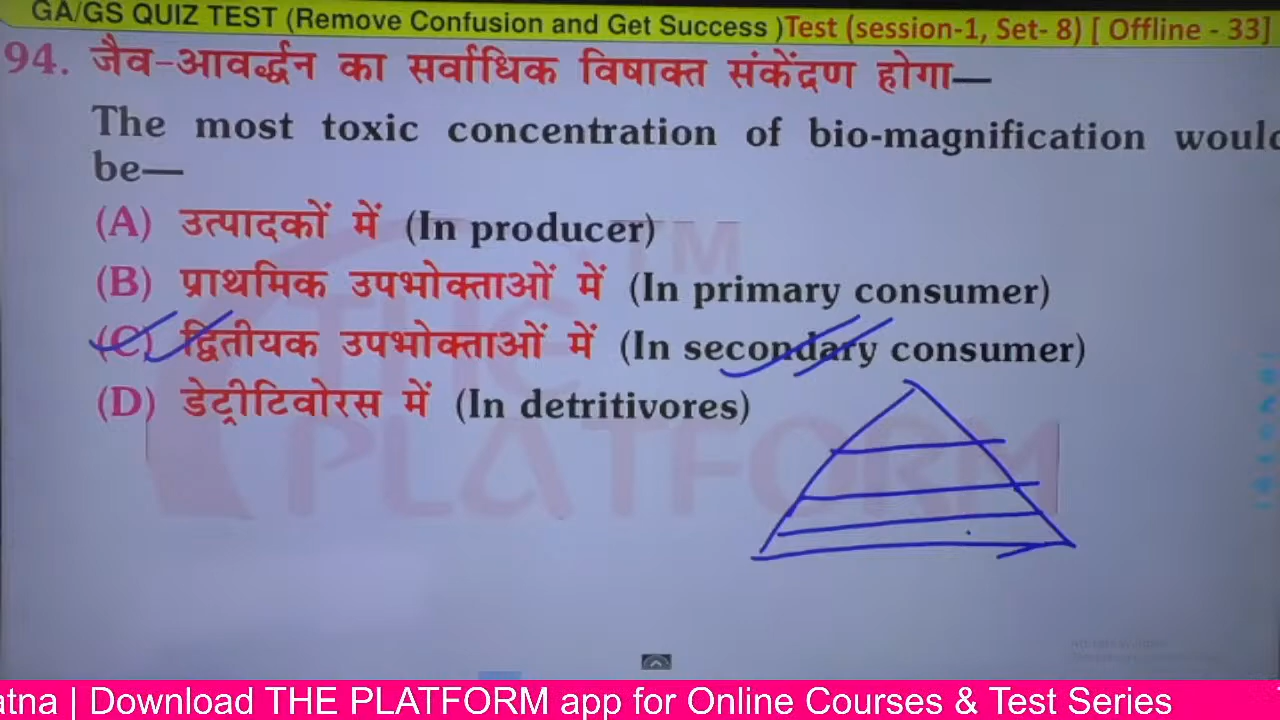 GA/GS QUIZ TEST (Remove Confusion and Get Success )Test (session-1, Set- 8) [ Offline - 33]
94. जैव-आवर्द्धन का सर्वाधिक विषाक्त संकेंद्रण होगा—
The most toxic concentration of bio-magnification would
be—
(A) उत्पादकों में (In producer)
(B) प्राथमिक उपभोक्ताओं में (In primary consumer)
(C) द्वितीयक उपभोक्ताओं में (In secondary consumer)
(D) डेट्रीटिवोरस में (In detritivores)
THE
PLATFORM
TM
atna | Download THE PLATFORM app for Online Courses & Test Series